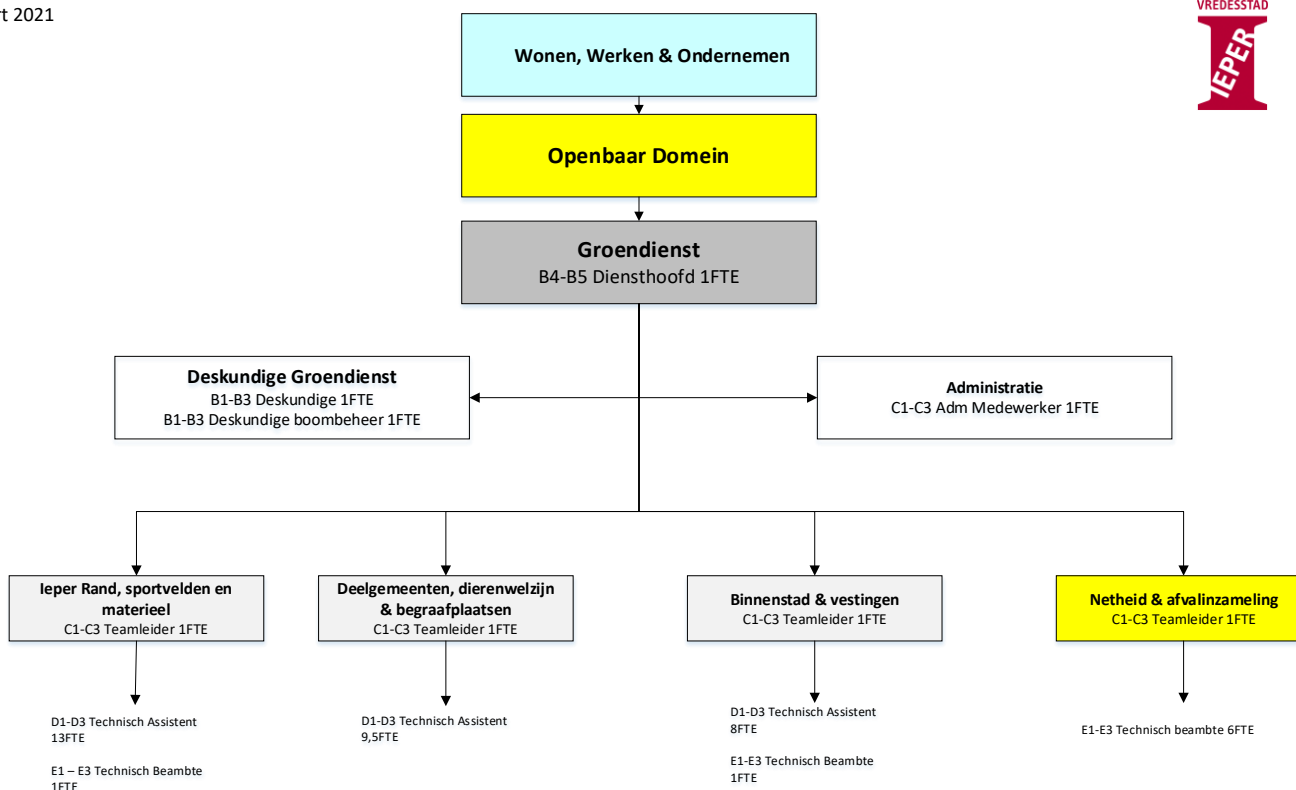 2021
VREDESSTAD
IEPER
Wonen, Werken & Ondernemen
Openbaar Domein
Groendienst
B4-B5 Diensthoofd 1FTE
Deskundige Groendienst
B1-B3 Deskundige 1FTE
B1-B3 Deskundige boombeheer 1FTE
Administratie
C1-C3 Adm Medewerker 1FTE
Ieper Rand, sportvelden en
materieel
C1-C3 Teamleider 1FTE
Deelgemeenten, dierenwelzijn
& begraafplaatsen
C1-C3 Teamleider 1FTE
Binnenstad & vestingen
C1-C3 Teamleider 1FTE
Netheid & afvalinzameling
C1-C3 Teamleider 1FTE
D1-D3 Technisch Assistent
13FTE
E1 – E3 Technisch Beambte
1FTE
D1-D3 Technisch Assistent
9,5FTE
D1-D3 Technisch Assistent
8FTE
E1-E3 Technisch Beambte
1FTE
E1-E3 Technisch beambte 6FTE